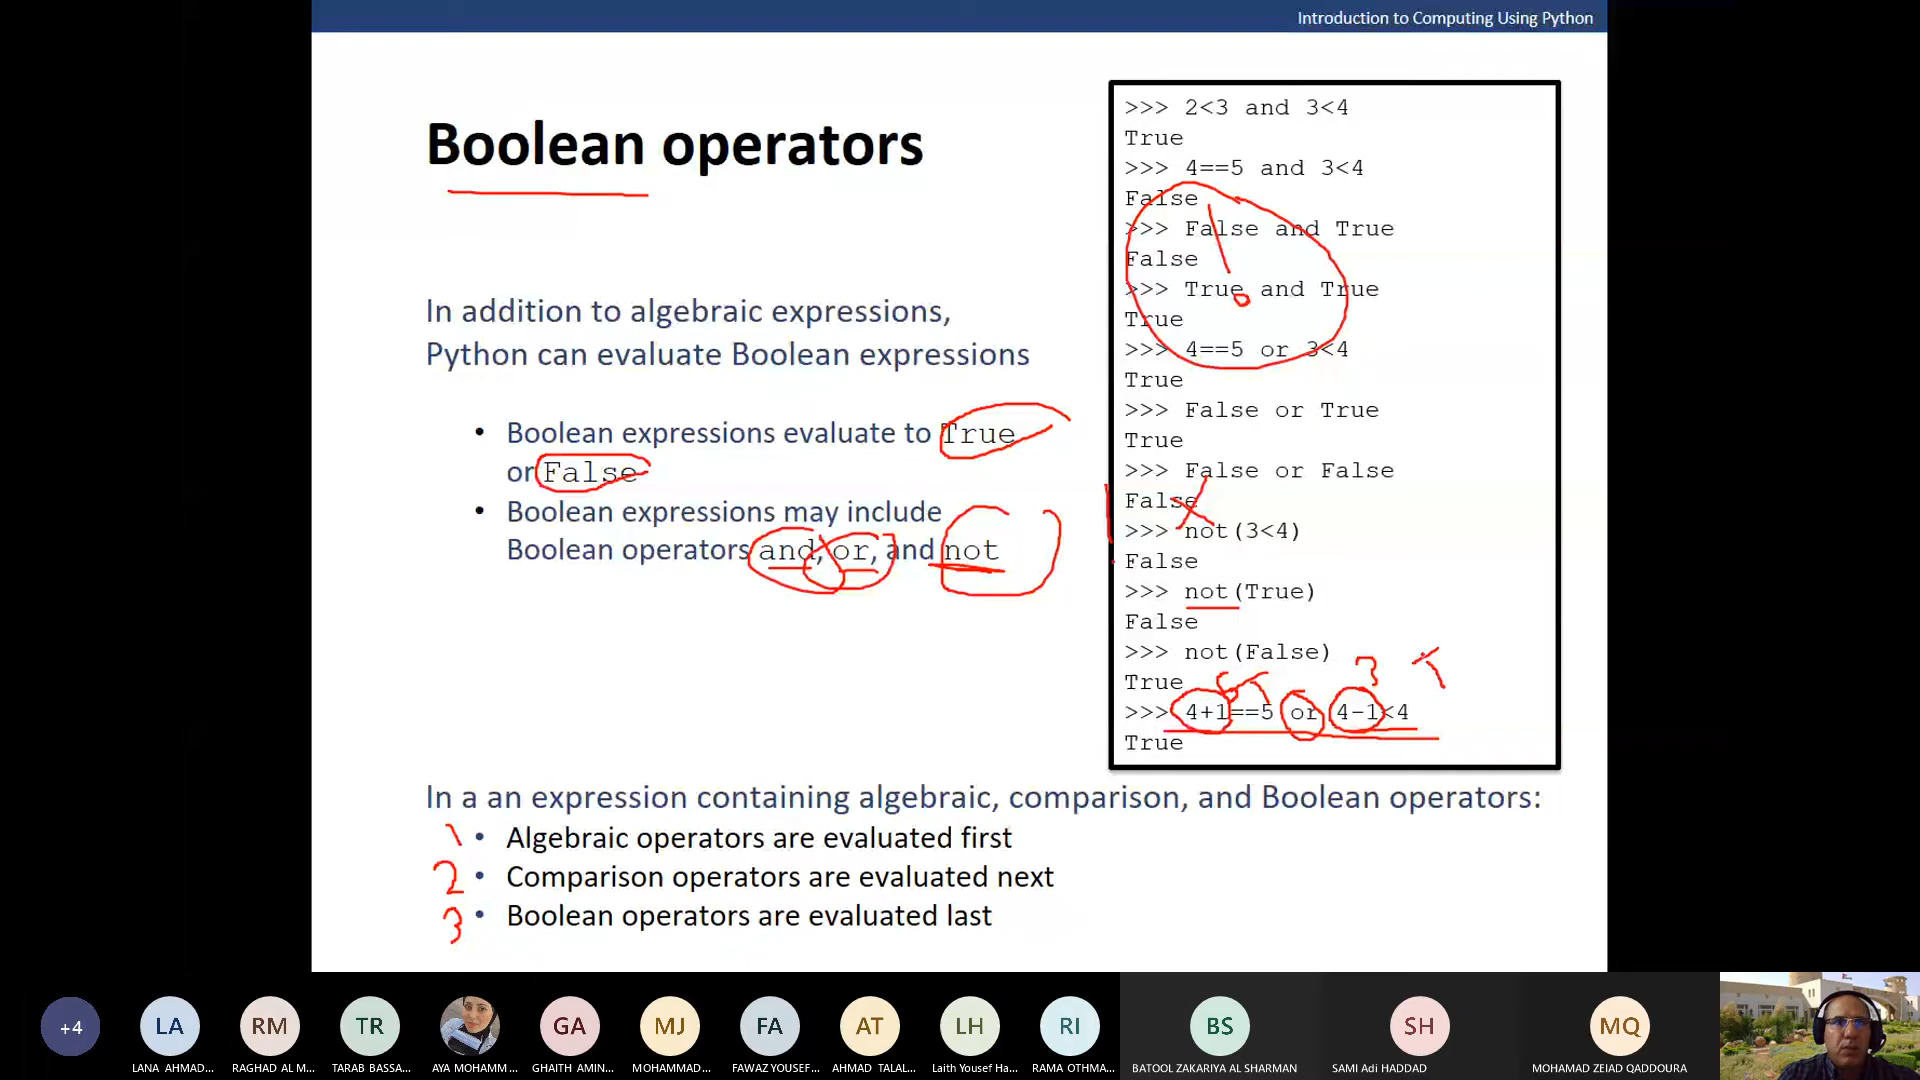 Introduction to Computing Using Python
Boolean operators
In addition to algebraic expressions,
Python can evaluate Boolean expressions
• Boolean expressions evaluate to True
or False
• Boolean expressions may include
Boolean operators and, or, and not
>>> 2<3 and 3<4
True
>>> 4==5 and 3<4
False
>>> False and True
False
>>> True and True
True
>>> 4==5 or 3<4
True
>>> False or True
True
>>> False or False
False
>>> not(3<4)
False
>>> not(True)
False
>>> not(False)
True
3 T
>>> 4+1==5 or 4-1<4
True
In a an expression containing algebraic, comparison, and Boolean operators:
1 • Algebraic operators are evaluated first
2 • Comparison operators are evaluated next
3 • Boolean operators are evaluated last
+4 LA RM TR GA MJ FA AT LH RI BS SH MQ
LANA AHMAD... RAGHAD AL M... TARAB BASSA... AYA MOHAMM... GHAITH AMIN... MOHAMMAD... FAWAZ YOUSEF... AHMAD TALAL... Laith Yousef Ha... RAMA OTHMA... BATOOL ZAKARIYA AL SHARMAN SAMI Adi HADDAD MOHAMAD ZEIAD QADDOURA